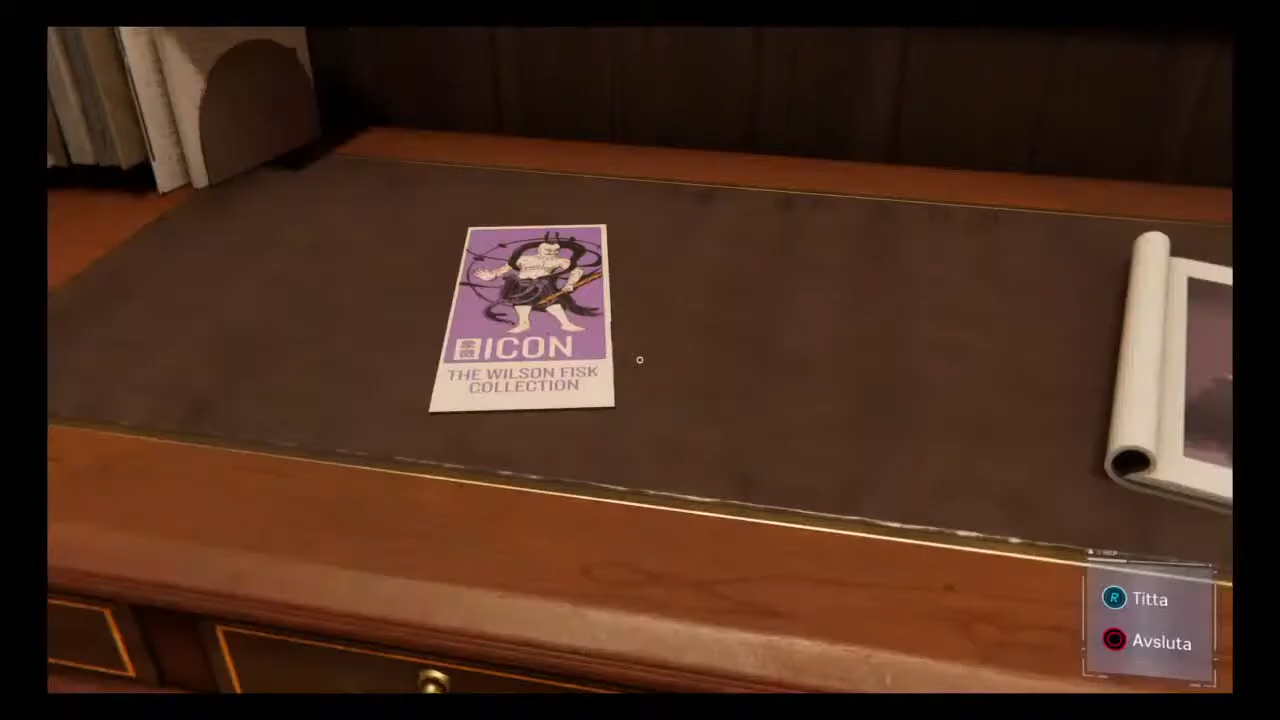 ICON
THE WILSON FISK
COLLECTION
R Titta
Avsluta